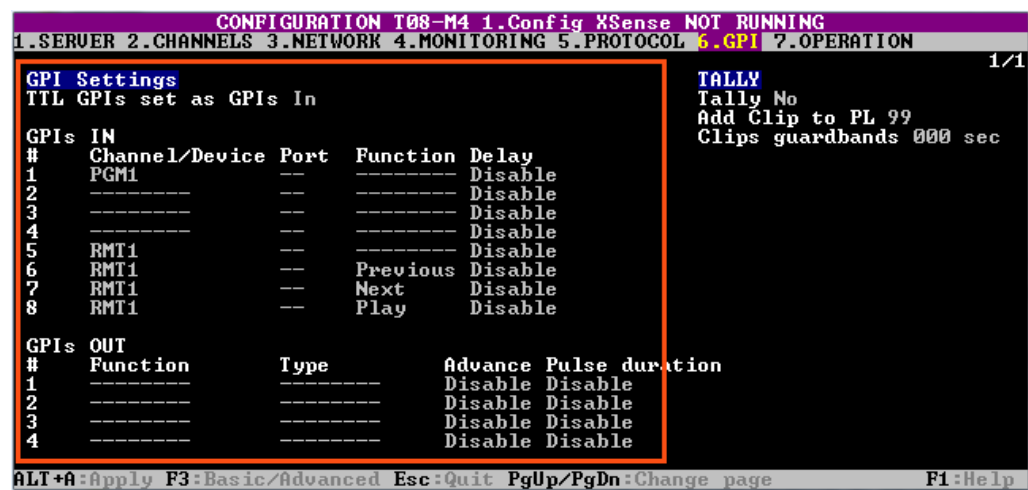 CONFIGURATION T08-M4 1.Config XSense NOT RUNNING
1.SERVER 2.CHANNELS 3.NETWORK 4.MONITORING 5.PROTOCOL 6.GPI 7.OPERATION
1/1
GPI Settings
TTL GPIs set as GPIs In
GPIs IN
# Channel/Device Port Function Delay
1 PGM1 -- -------- Disable
2 -------- -- -------- Disable
3 -------- -- -------- Disable
4 -------- -- -------- Disable
5 RMT1 -- -------- Disable
6 RMT1 -- Previous Disable
7 RMT1 -- Next Disable
8 RMT1 -- Play Disable
GPIs OUT
# Function Type Advance Pulse duration
1 -------- -------- Disable Disable
2 -------- -------- Disable Disable
3 -------- -------- Disable Disable
4 -------- -------- Disable Disable
TALLY
Tally No
Add Clip to PL 99
Clips guardbands 000 sec
ALT+A:Apply F3:Basic/Advanced Esc:Quit PgUp/PgDn:Change page F1:Help